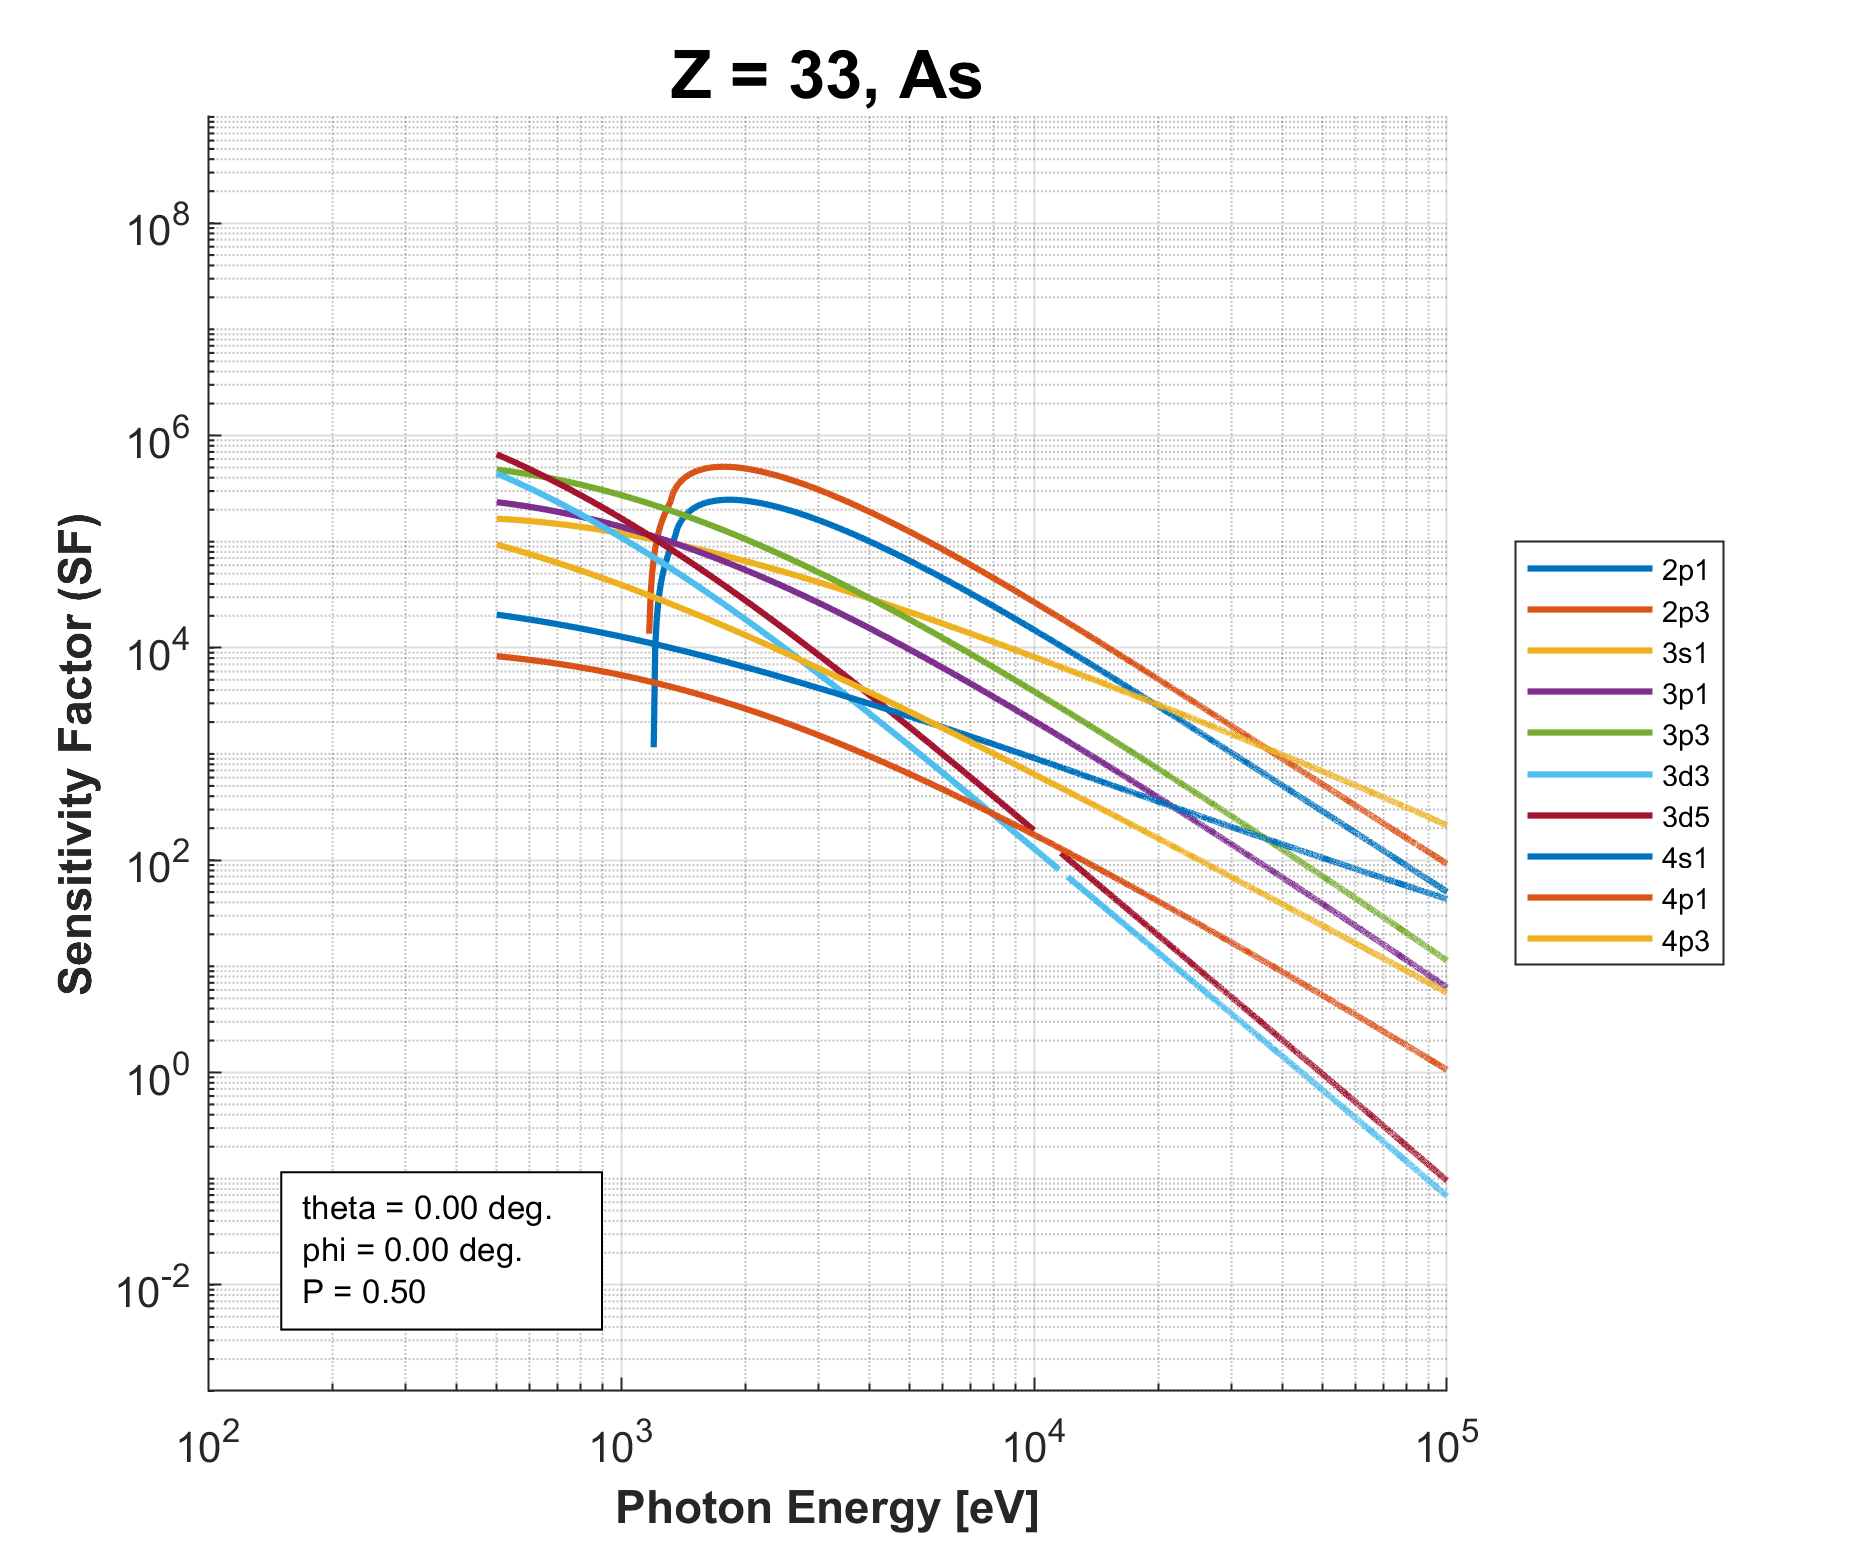 Z = 33, As
Sensitivity Factor (SF)
10^8
10^6
10^4
10^2
10^0
10^-2
10^2
10^3
10^4
10^5
Photon Energy [eV]
theta = 0.00 deg.
phi = 0.00 deg.
P = 0.50
2p1
2p3
3s1
3p1
3p3
3d3
3d5
4s1
4p1
4p3